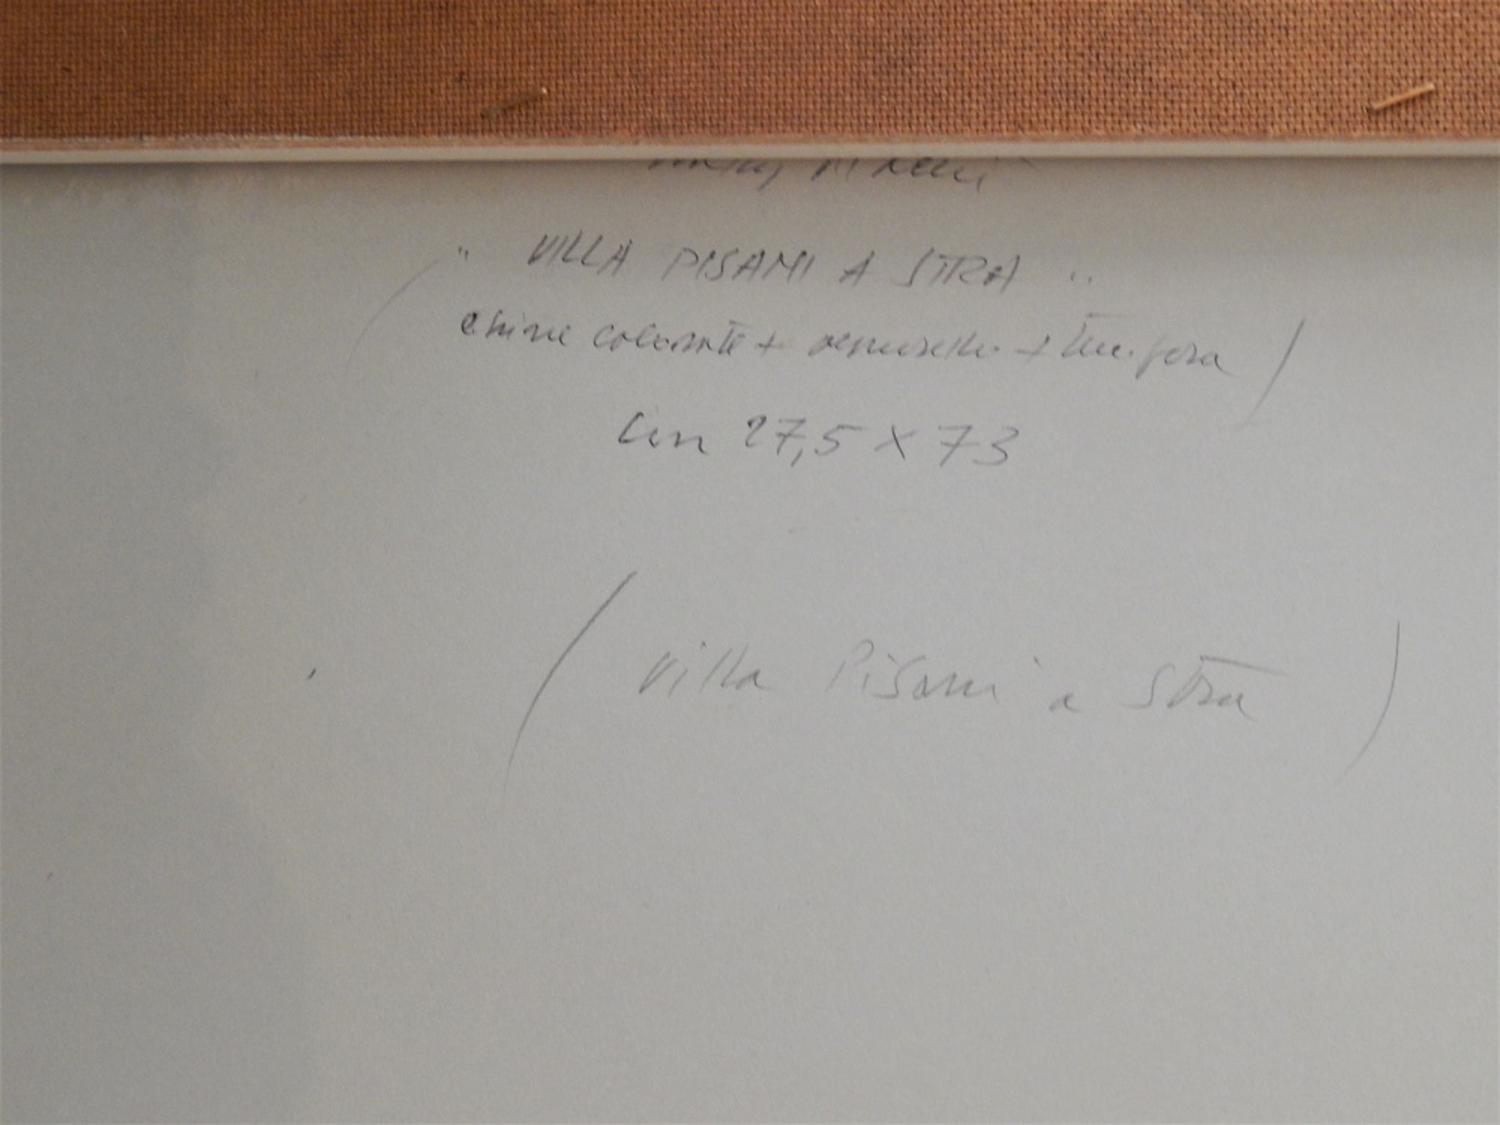 " VILLA PISANI A STRA "
chine colorate + acquerello + tempera )
cm 27,5 X 73
( Villa Pisani a Stra )